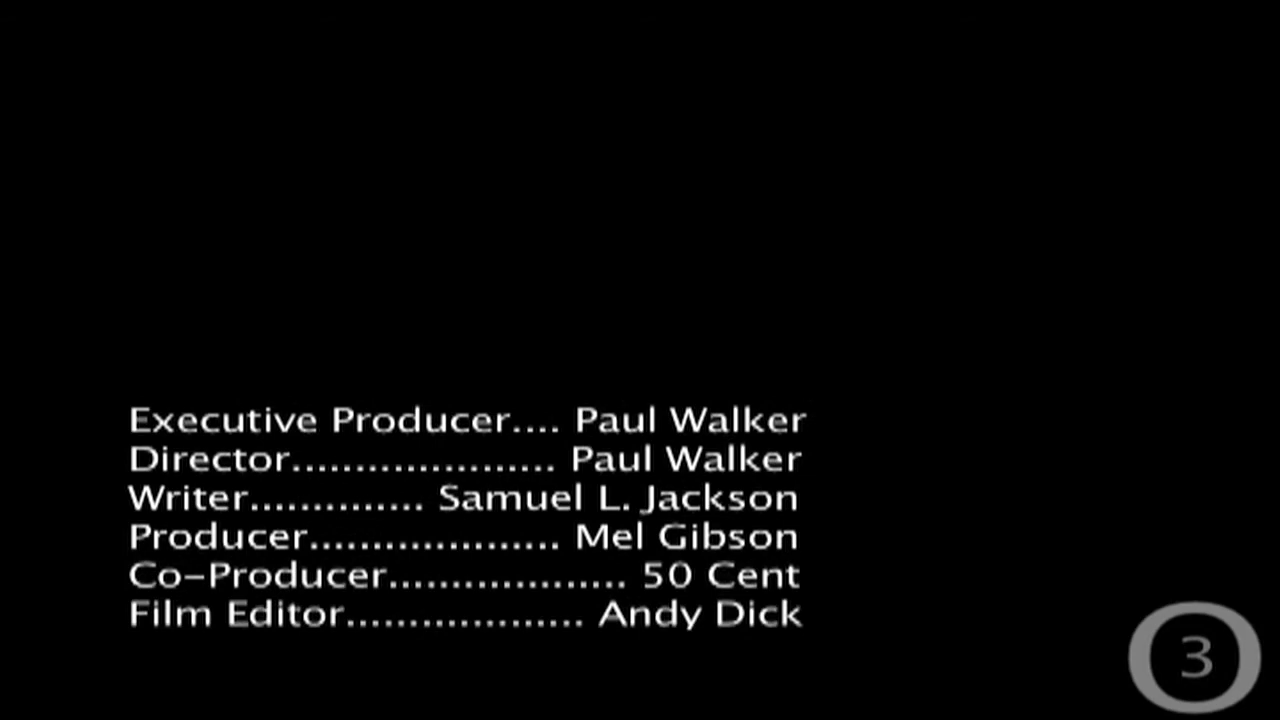 Executive Producer.... Paul Walker
Director..................... Paul Walker
Writer.............. Samuel L. Jackson
Producer.................... Mel Gibson
Co-Producer................... 50 Cent
Film Editor................... Andy Dick
O
3